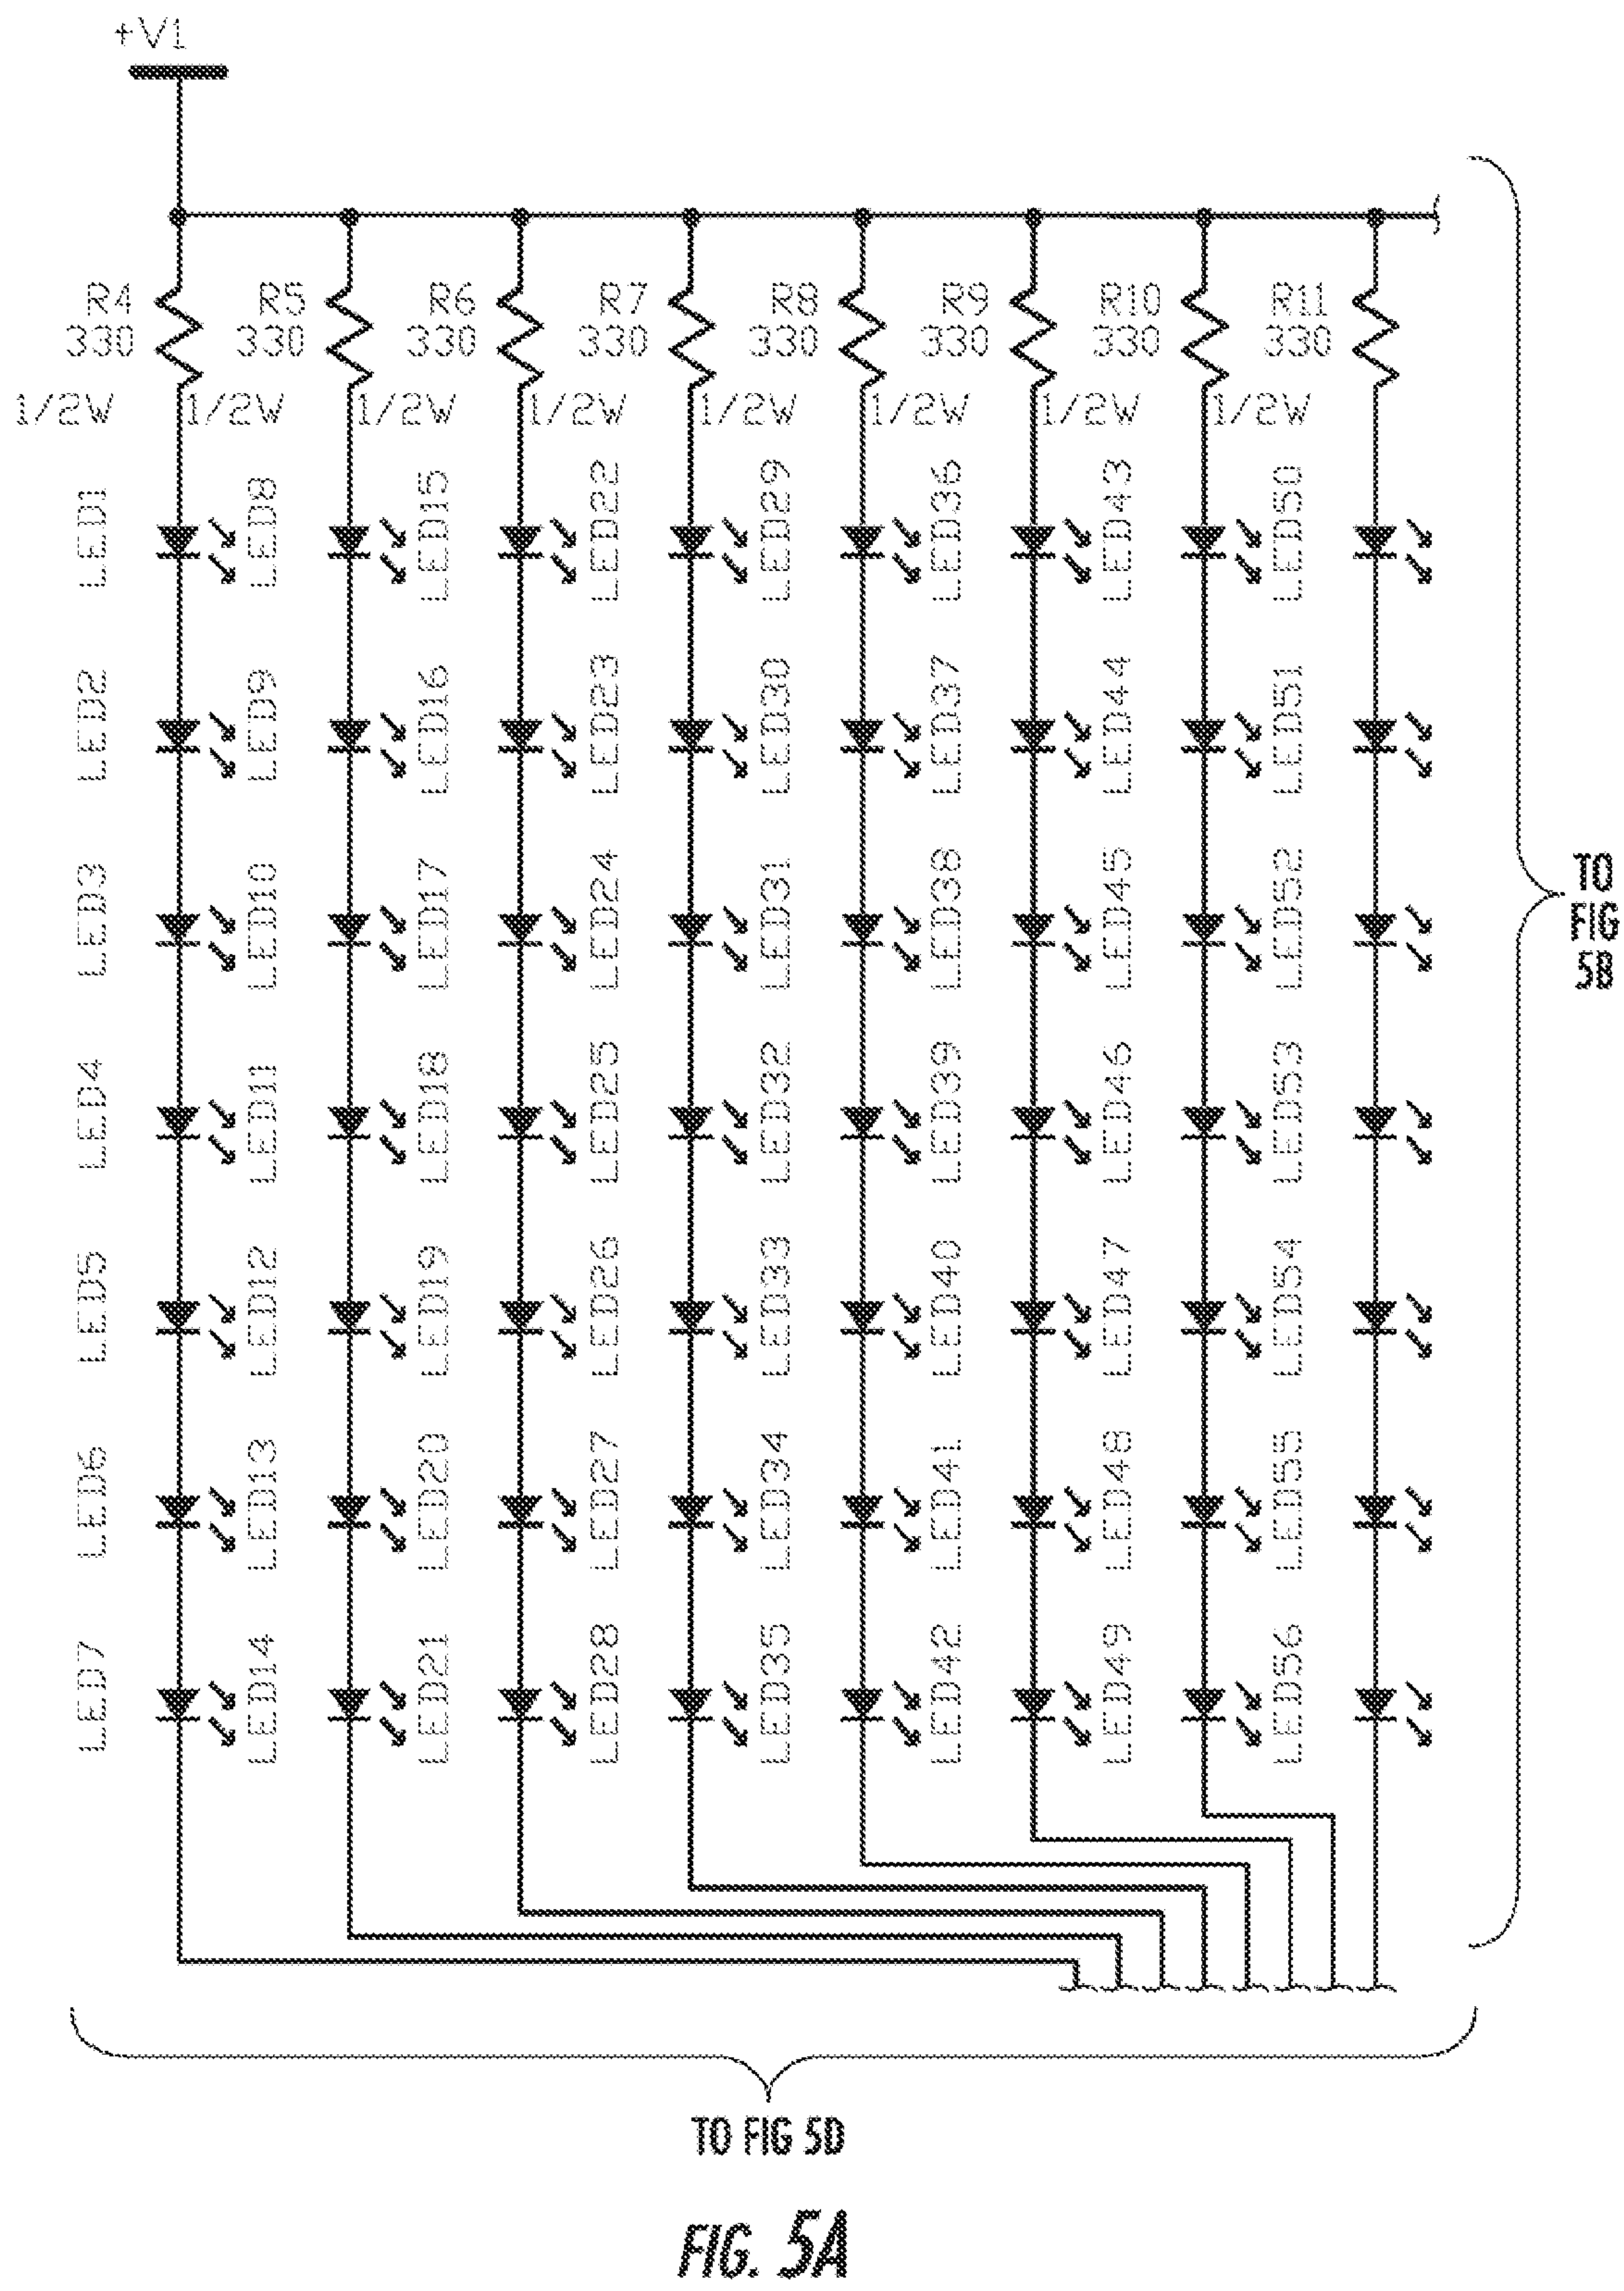 +V1
R4 R5 R6 R7 R8 R9 R10 R11
330 330 330 330 330 330 330 330
1/2W 1/2W 1/2W 1/2W 1/2W 1/2W 1/2W 1/2W
LED1 LED8 LED15 LED22 LED29 LED36 LED43 LED50
LED2 LED9 LED16 LED23 LED30 LED37 LED44 LED51
LED3 LED10 LED17 LED24 LED31 LED38 LED45 LED52
LED4 LED11 LED18 LED25 LED32 LED39 LED46 LED53
LED5 LED12 LED19 LED26 LED33 LED40 LED47 LED54
LED6 LED13 LED20 LED27 LED34 LED41 LED48 LED55
LED7 LED14 LED21 LED28 LED35 LED42 LED49 LED56
TO
FIG
5B
TO FIG 5D
FIG. 5A